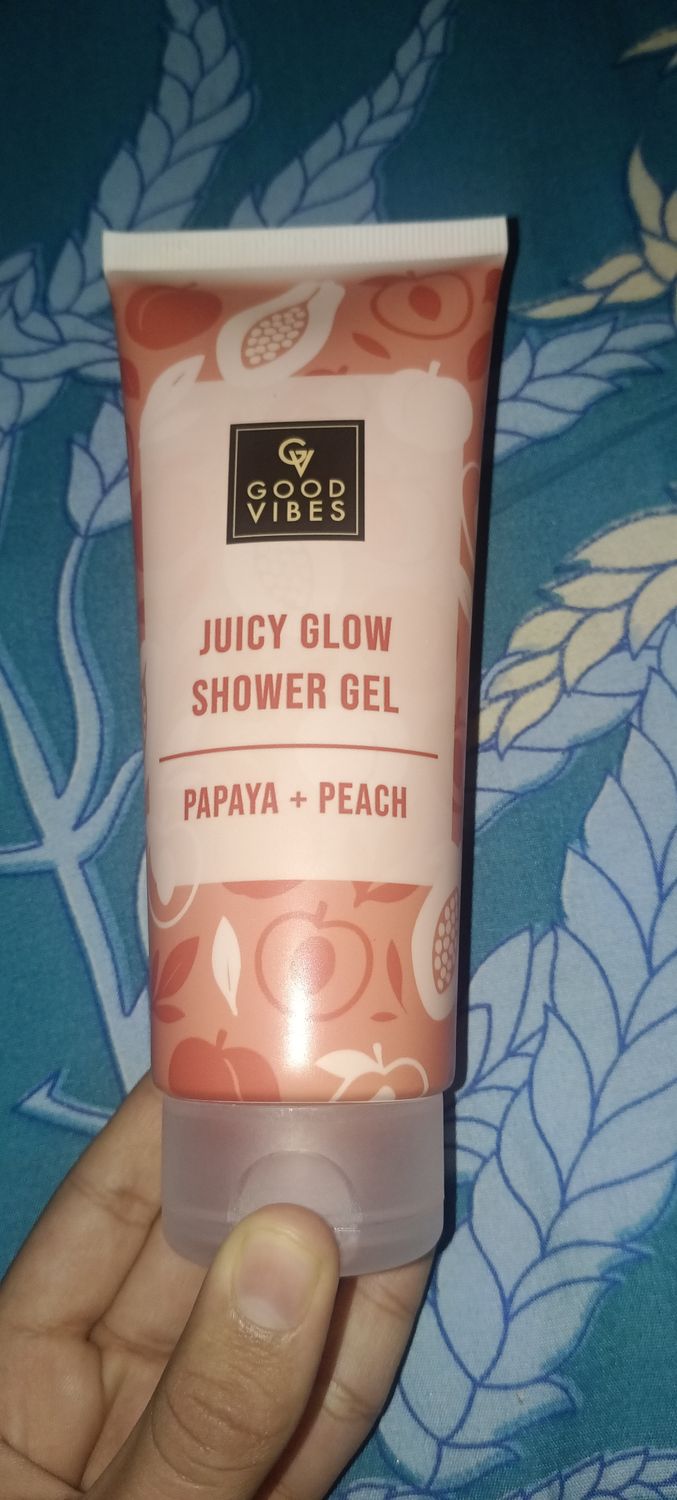 GV
GOOD
VIBES
JUICY GLOW
SHOWER GEL
PAPAYA + PEACH